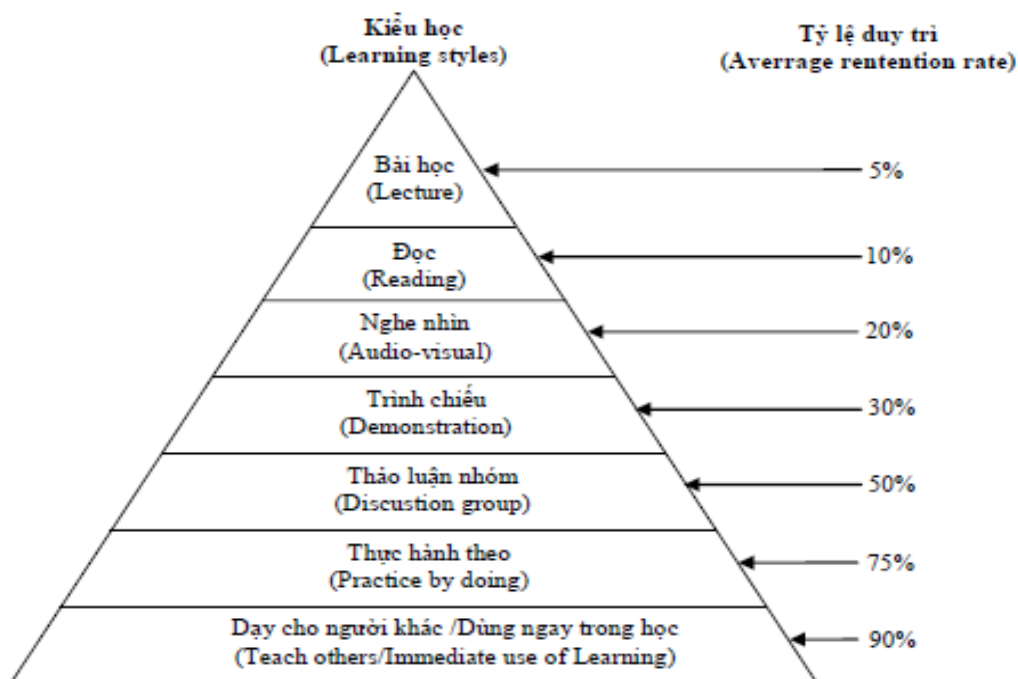 Kiểu học
(Learning styles)
Tỷ lệ duy trì
(Averrage rentention rate)
Bài học
(Lecture)
5%
Đọc
(Reading)
10%
Nghe nhìn
(Audio-visual)
20%
Trình chiếu
(Demonstration)
30%
Thảo luận nhóm
(Discustion group)
50%
Thực hành theo
(Practice by doing)
75%
Dạy cho người khác /Dùng ngay trong học
(Teach others/Immediate use of Learning)
90%